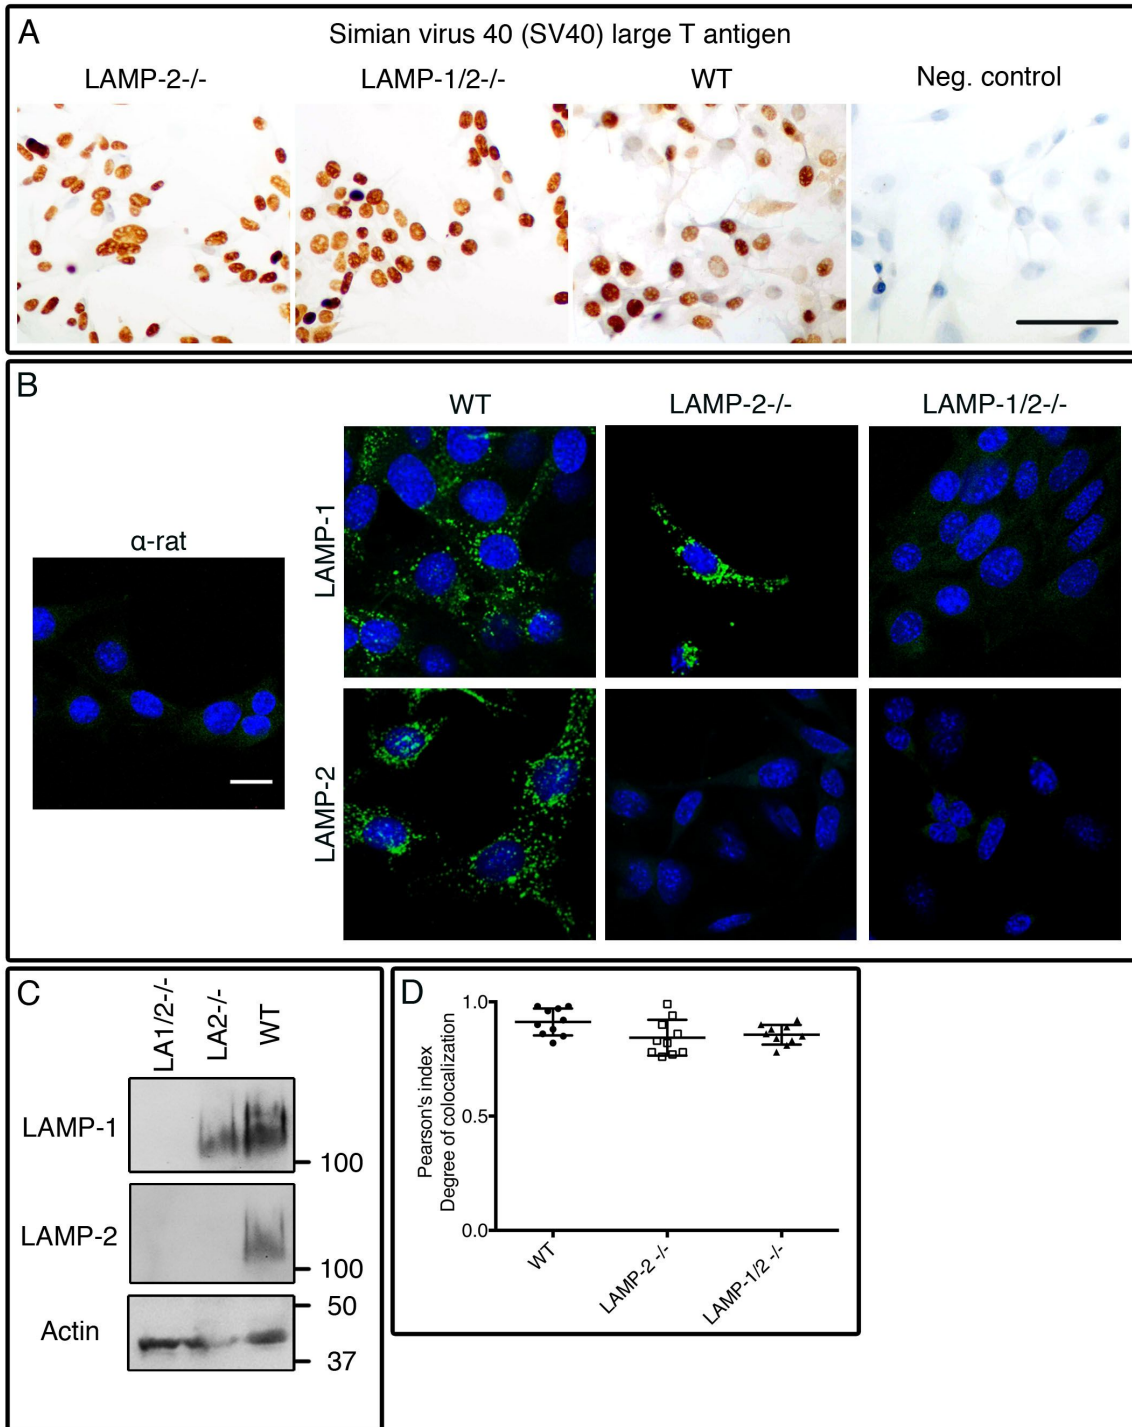 A
Simian virus 40 (SV40) large T antigen
LAMP-2-/-
LAMP-1/2-/-
WT
Neg. control
B
WT
LAMP-2-/-
LAMP-1/2-/-
α-rat
LAMP-1
LAMP-2
C
LA1/2-/-
LA2-/-
WT
LAMP-1
100
LAMP-2
100
Actin
50
37
D
Pearson's index
Degree of colocalization
1.0
0.5
0.0
WT
LAMP-2 -/-
LAMP-1/2 -/-